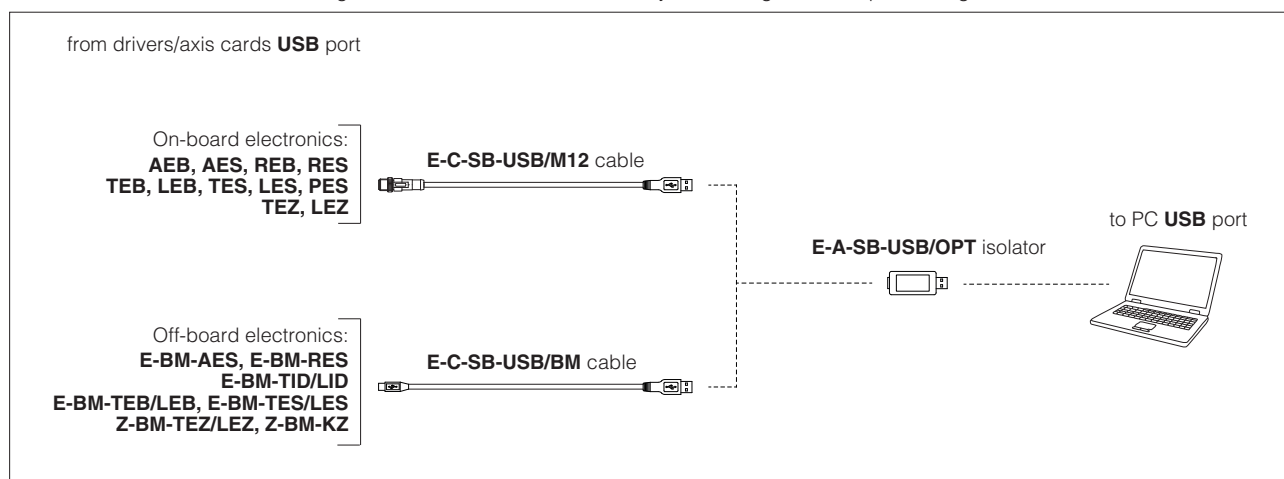 from drivers/axis cards USB port
On-board electronics:
AEB, AES, REB, RES
TEB, LEB, TES, LES, PES
TEZ, LEZ
E-C-SB-USB/M12 cable
E-A-SB-USB/OPT isolator
to PC USB port
Off-board electronics:
E-BM-AES, E-BM-RES
E-BM-TID/LID
E-BM-TEB/LEB, E-BM-TES/LES
Z-BM-TEZ/LEZ, Z-BM-KZ
E-C-SB-USB/BM cable